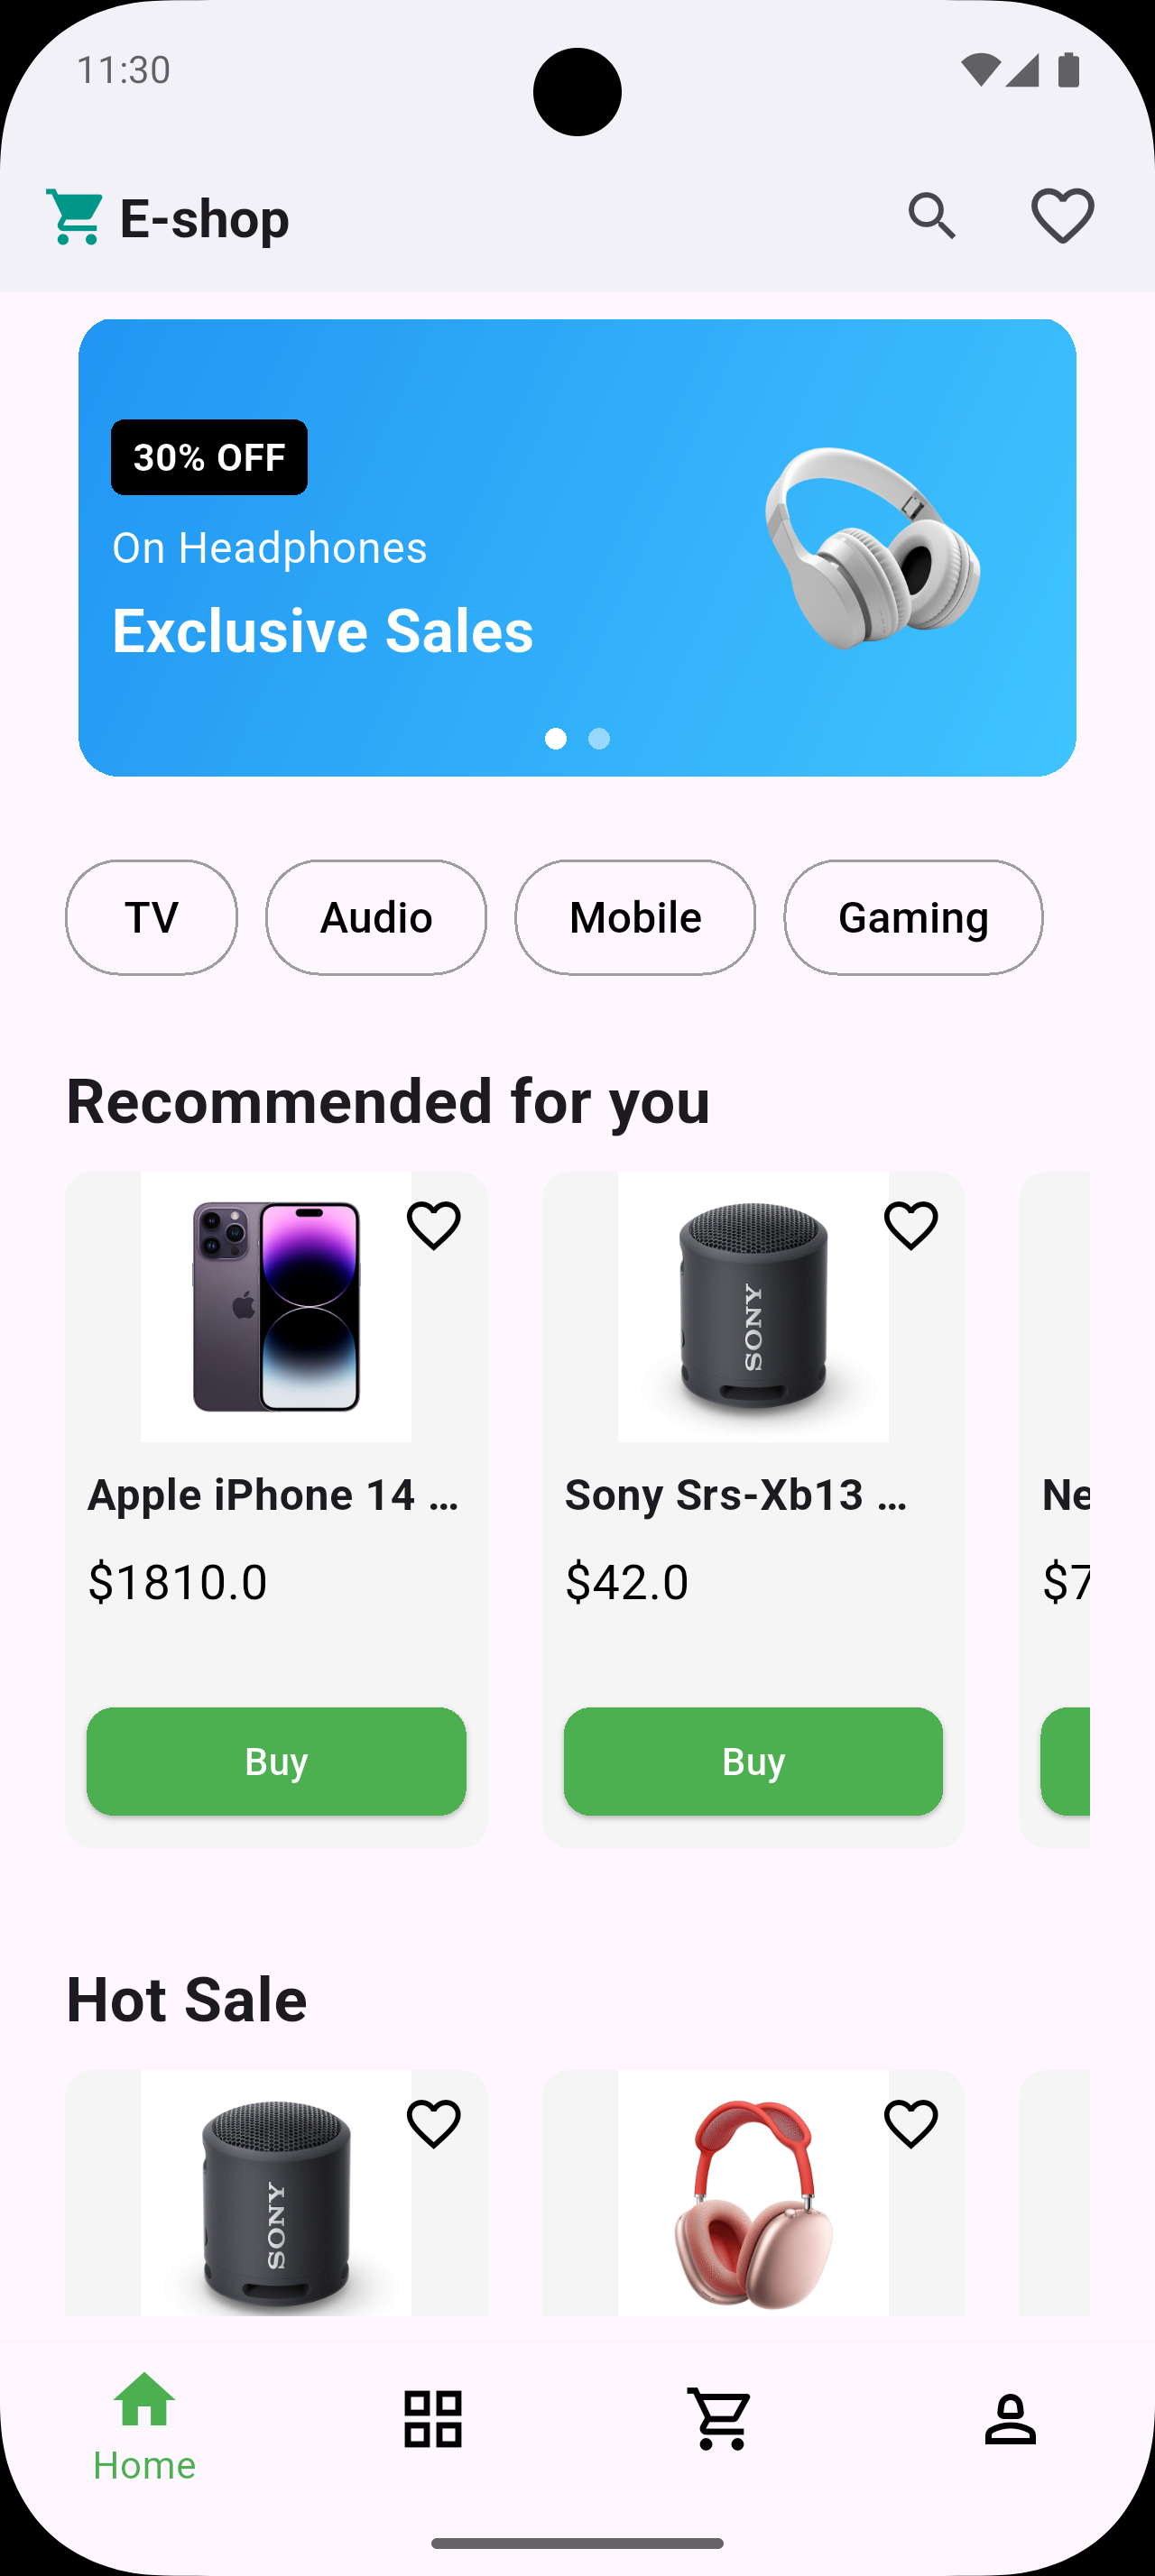 11:30
E-shop
30% OFF
On Headphones
Exclusive Sales
TV
Audio
Mobile
Gaming
Recommended for you
SONY
Apple iPhone 14 ...
Sony Srs-Xb13 ...
Ne
$1810.0
$42.0
$7
Buy
Buy
Hot Sale
SONY
Home